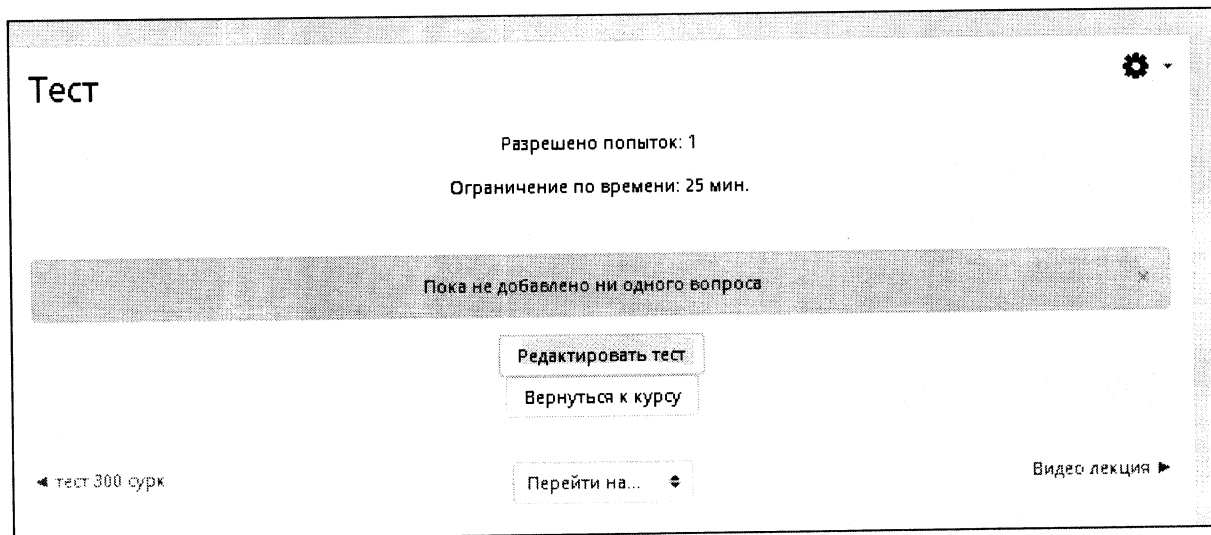 Тест
Разрешено попыток: 1
Ограничение по времени: 25 мин.
Пока не добавлено ни одного вопроса
×
Редактировать тест
Вернуться к курсу
◄ тест 300 сурк
Перейти на...
Видео лекция ►